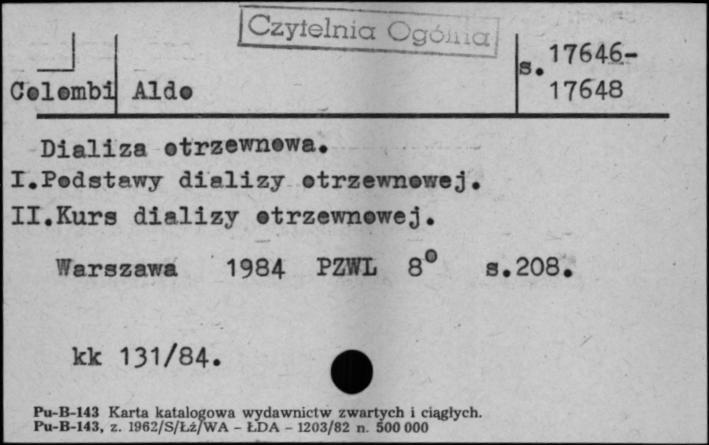 Czytelnia Ogólna
s. 17646-
17648
Colombi Aldo
Dializa otrzewnowa.
I.Podstawy dializy otrzewnowej.
II.Kurs dializy otrzewnowej.
Warszawa 1984 PZWL 8° s.208.
kk 131/84.
Pu-B-143 Karta katalogowa wydawnictw zwartych i ciągłych.
Pu-B-143, z. 1962/S/Łź/WA - ŁDA - 1203/82 n. 500 000